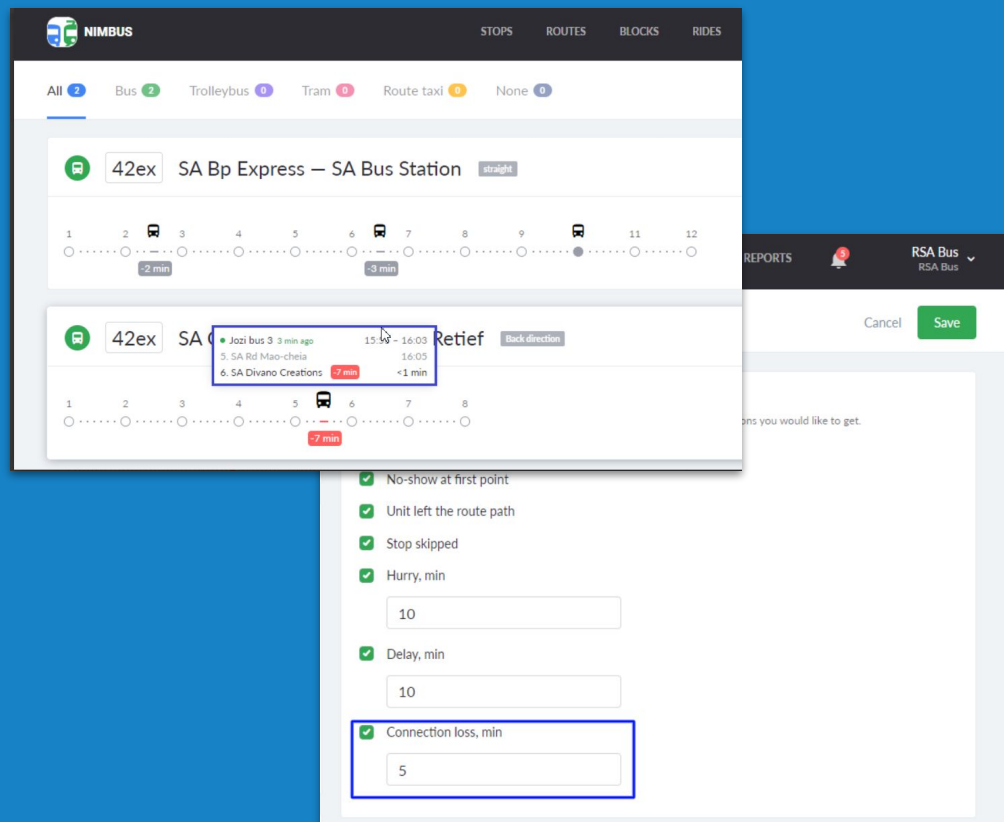 NIMBUS STOPS ROUTES BLOCKS RIDES
All 2 Bus 2 Trolleybus 0 Tram 0 Route taxi 0 None 0
42ex SA Bp Express — SA Bus Station straight
1 2 3 4 5 6 7 8 9 11 12
-2 min -3 min
42ex SA Retief Back direction
Jozi bus 3 3 min ago – 16:03
5. SA Rd Mao-cheia 16:05
6. SA Divano Creations -7 min <1 min
1 2 3 4 5 6 7 8
-7 min
REPORTS 5 RSA Bus
RSA Bus
Cancel Save
ons you would like to get.
No-show at first point
Unit left the route path
Stop skipped
Hurry, min
10
Delay, min
10
Connection loss, min
5